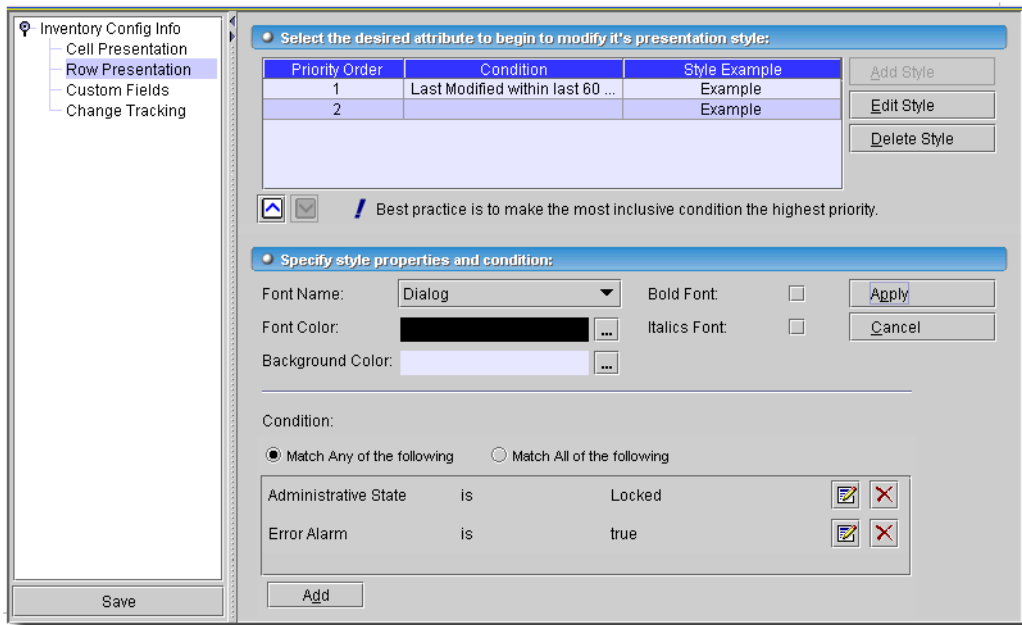 Inventory Config Info
Cell Presentation
Row Presentation
Custom Fields
Change Tracking
Save
Select the desired attribute to begin to modify it's presentation style:
Priority Order Condition Style Example
1 Last Modified within last 60 ... Example
2 Example
Add Style
Edit Style
Delete Style
! Best practice is to make the most inclusive condition the highest priority.
Specify style properties and condition:
Font Name: Dialog Bold Font: Apply
Font Color: ... Italics Font: Cancel
Background Color: ...
Condition:
Match Any of the following Match All of the following
Administrative State is Locked
Error Alarm is true
Add